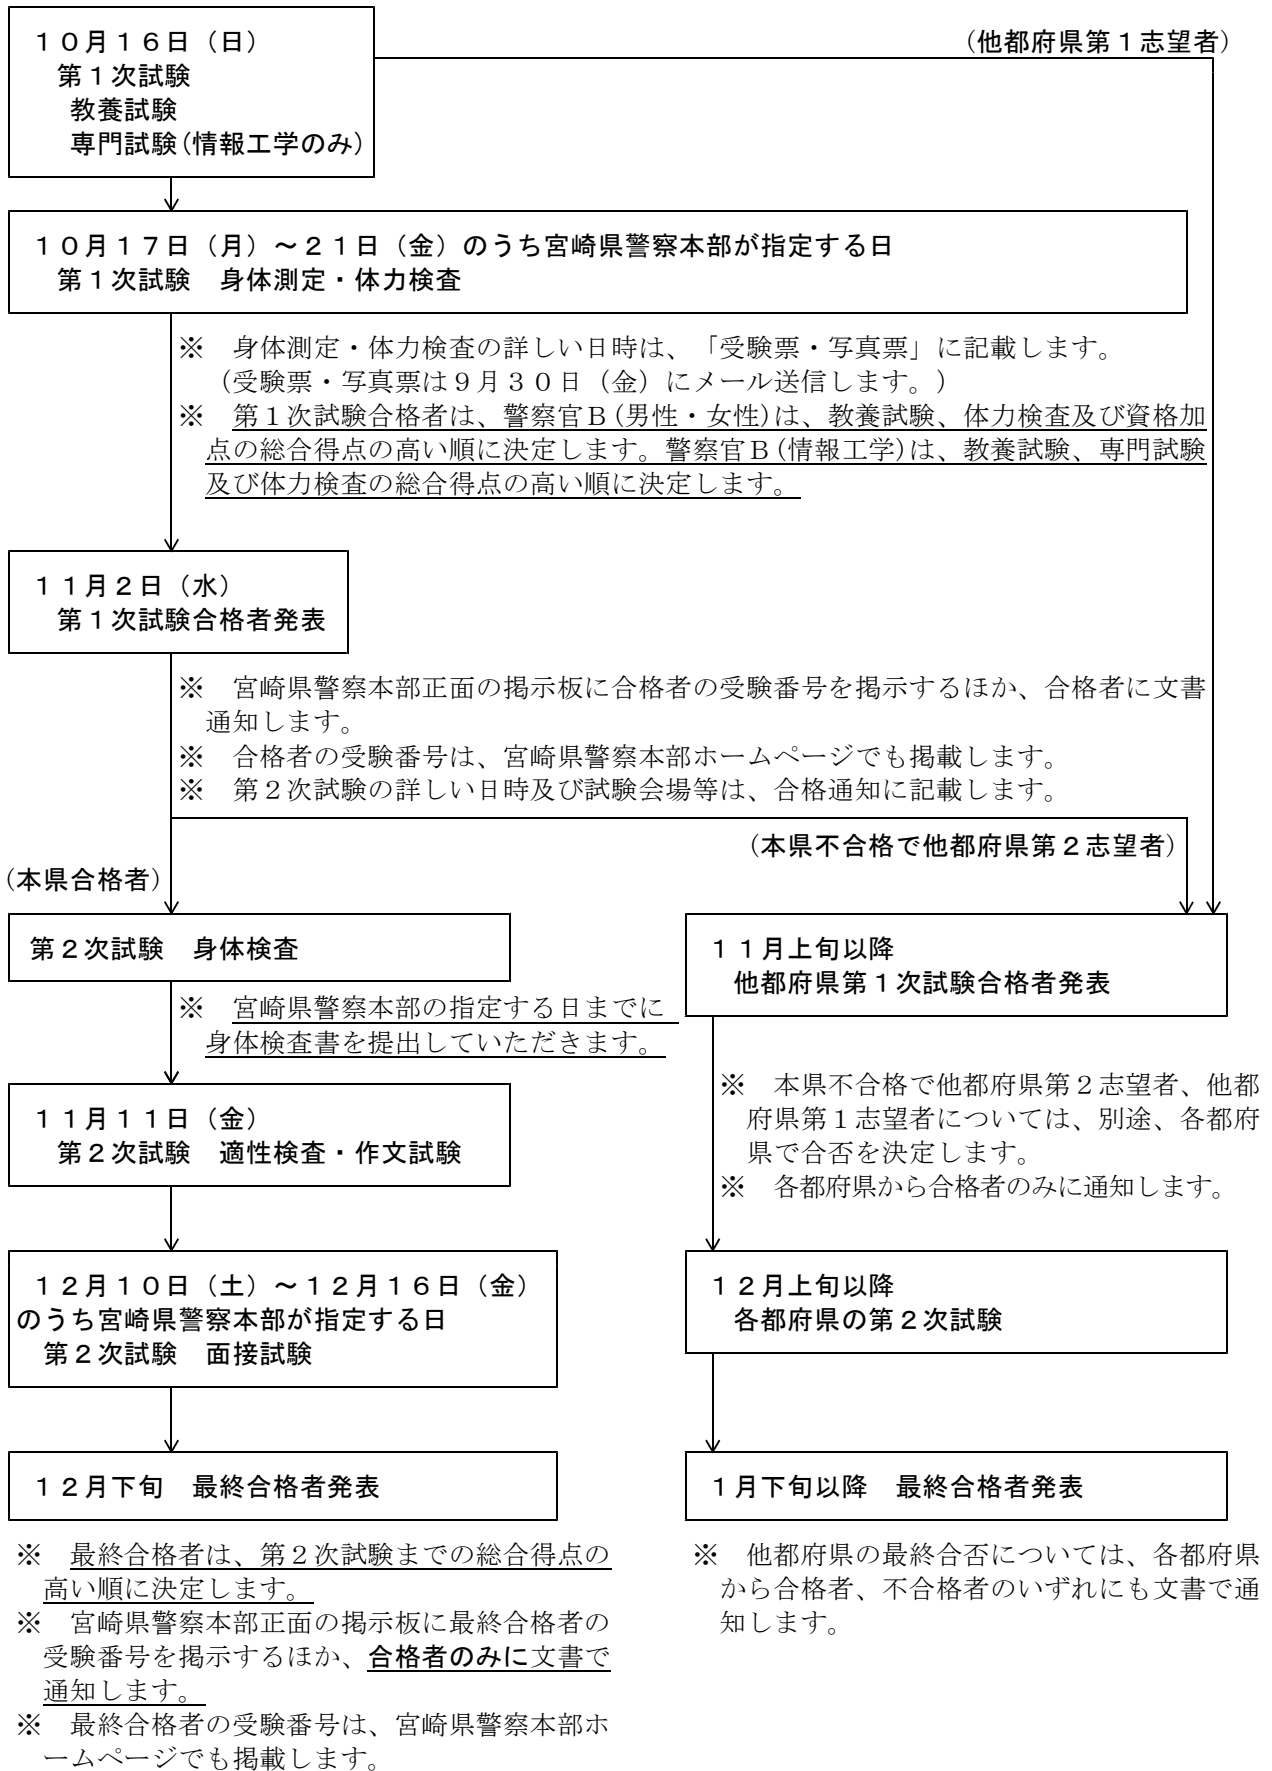 １０月１６日（日）
第１次試験
教養試験
専門試験(情報工学のみ)
(他都府県第１志望者)
１０月１７日（月）～２１日（金）のうち宮崎県警察本部が指定する日
第１次試験　身体測定・体力検査
※　身体測定・体力検査の詳しい日時は、「受験票・写真票」に記載します。
（受験票・写真票は９月３０日（金）にメール送信します。）
※　第１次試験合格者は、警察官Ｂ(男性・女性)は、教養試験、体力検査及び資格加
点の総合得点の高い順に決定します。警察官Ｂ(情報工学)は、教養試験、専門試験
及び体力検査の総合得点の高い順に決定します。
１１月２日（水）
第１次試験合格者発表
※　宮崎県警察本部正面の掲示板に合格者の受験番号を掲示するほか、合格者に文書
通知します。
※　合格者の受験番号は、宮崎県警察本部ホームページでも掲載します。
※　第２次試験の詳しい日時及び試験会場等は、合格通知に記載します。
(本県不合格で他都府県第２志望者)
(本県合格者)
第２次試験　身体検査
※　宮崎県警察本部の指定する日までに
身体検査書を提出していただきます。
１１月１１日（金）
第２次試験　適性検査・作文試験
１２月１０日（土）～１２月１６日（金）
のうち宮崎県警察本部が指定する日
第２次試験　面接試験
１２月下旬　最終合格者発表
※　最終合格者は、第２次試験までの総合得点の
高い順に決定します。
※　宮崎県警察本部正面の掲示板に最終合格者の
受験番号を掲示するほか、合格者のみに文書で
通知します。
※　最終合格者の受験番号は、宮崎県警察本部ホ
ームページでも掲載します。
１１月上旬以降
他都府県第１次試験合格者発表
※　本県不合格で他都府県第２志望者、他都
府県第１志望者については、別途、各都府
県で合否を決定します。
※　各都府県から合格者のみに通知します。
１２月上旬以降
各都府県の第２次試験
１月下旬以降　最終合格者発表
※　他都府県の最終合否については、各都府県
から合格者、不合格者のいずれにも文書で通
知します。